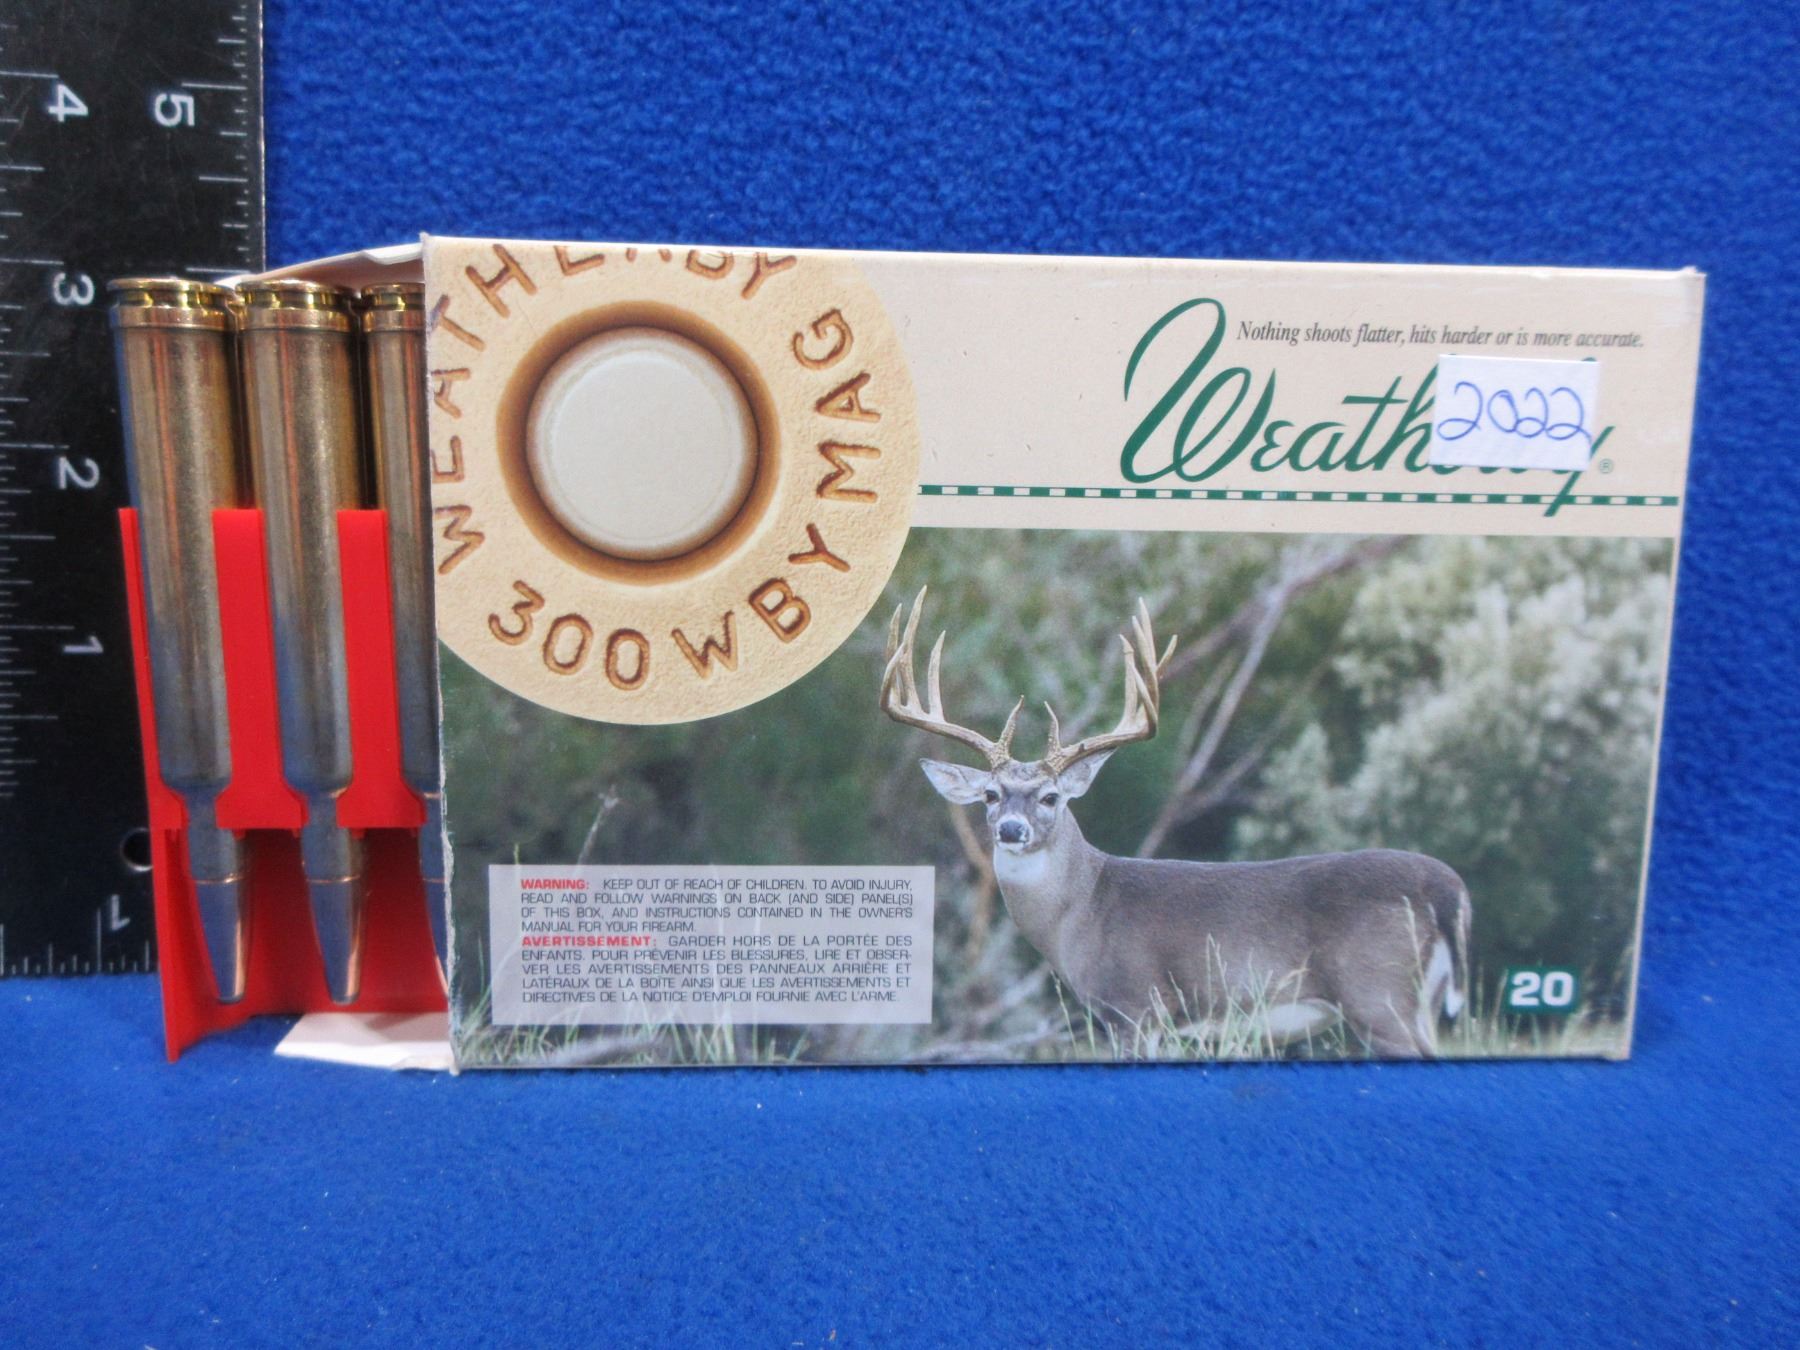 4 5
3
2
1
1
WEATHERBY MAG
300 WBY
Nothing shoots flatter, hits harder or is more accurate.
Weatherby®
2022
WARNING: KEEP OUT OF REACH OF CHILDREN. TO AVOID INJURY,
READ AND FOLLOW WARNINGS ON BACK (AND SIDE) PANEL(S)
OF THIS BOX, AND INSTRUCTIONS CONTAINED IN THE OWNER'S
MANUAL FOR YOUR FIREARM.
AVERTISSEMENT: GARDER HORS DE LA PORTÉE DES
ENFANTS. POUR PRÉVENIR LES BLESSURES, LIRE ET OBSER-
VER LES AVERTISSEMENTS DES PANNEAUX ARRIÈRE ET
LATÉRAUX DE LA BOÎTE AINSI QUE LES AVERTISSEMENTS ET
DIRECTIVES DE LA NOTICE D'EMPLOI FOURNIE AVEC L'ARME.
20